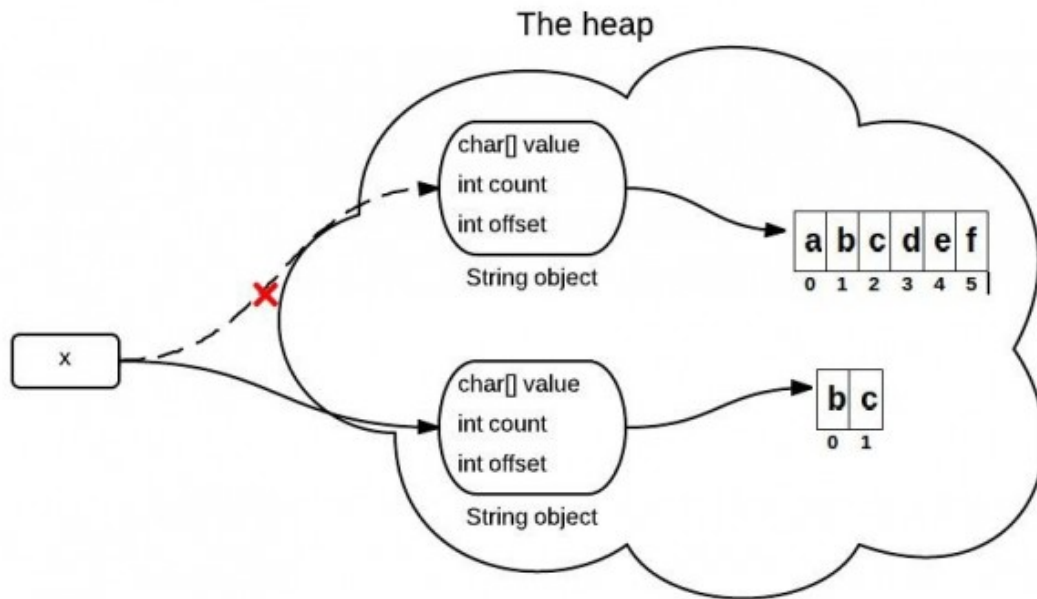 The heap
char[] value
int count
int offset
String object
a b c d e f
0 1 2 3 4 5
x
char[] value
int count
int offset
String object
b c
0 1